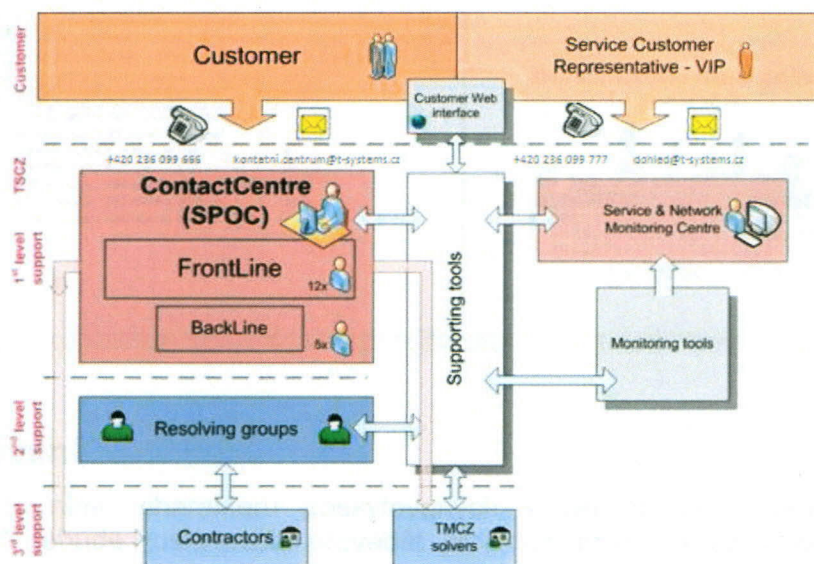 Customer
Customer
Service Customer
Representative - VIP
Customer Web
interface
+420 236 099 666
kontetni.centrum@t-systems.cz
+420 236 099 777
dohled@t-systems.cz
TSCZ
1st level
support
ContactCentre
(SPOC)
FrontLine
12x
BackLine
5x
Supporting tools
Service & Network
Monitoring Centre
Monitoring tools
2nd level
support
Resolving groups
3rd level
support
Contractors
TMCZ
solvers